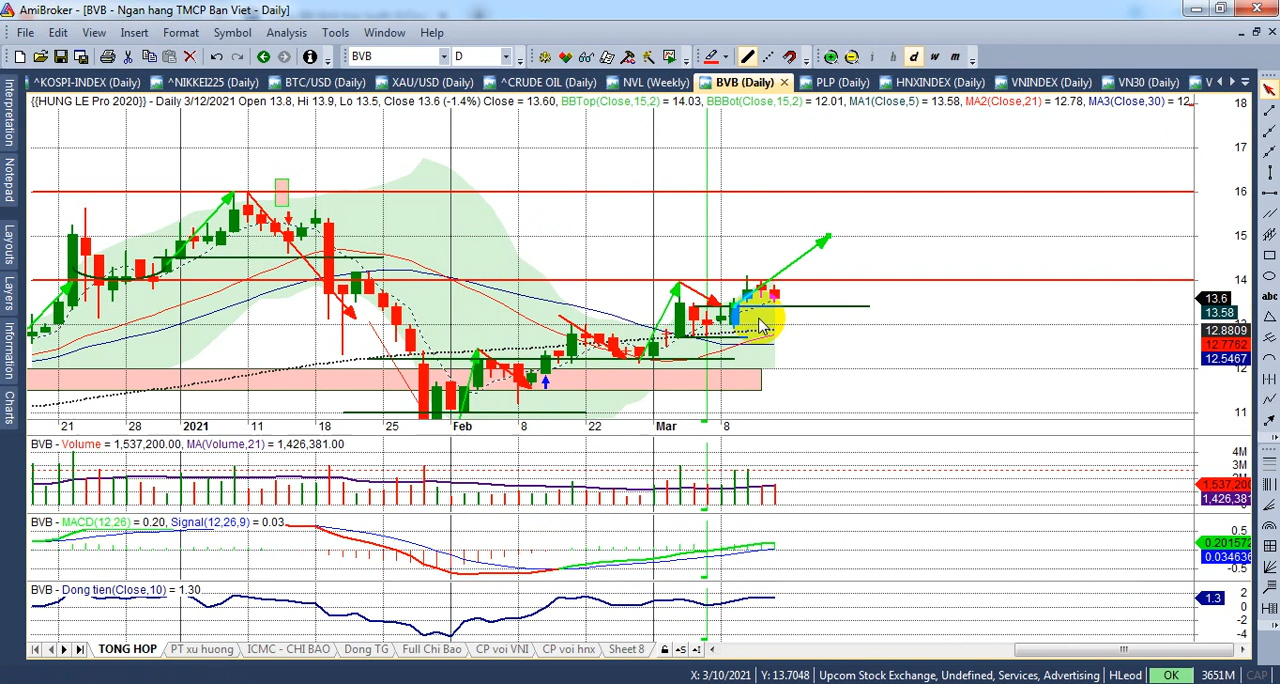 AmiBroker - [BVB - Ngan hang TMCP Ban Viet - Daily]
File Edit View Insert Format Symbol Analysis Tools Window Help
BVB D i h d w m
^KOSPI-INDEX (Daily) ^NIKKEI225 (Daily) BTC/USD (Daily) XAU/USD (Daily) ^CRUDE OIL (Daily) NVL (Weekly) BVB (Daily) PLP (Daily) HNXINDEX (Daily) VNINDEX (Daily) VN30 (Daily) V
{{HUNG LE Pro 2020}} - Daily 3/12/2021 Open 13.8, Hi 13.9, Lo 13.5, Close 13.6 (-1.4%) Close = 13.60, BBTop(Close,15,2) = 14.03, BBBot(Close,15,2) = 12.01, MA1(Close,5) = 13.58, MA2(Close,21) = 12.78, MA3(Close,30) = 12,
Interpretation
Notepad
Layouts
Layers
Information
Charts
abc
18
17
16
15
14
13.6
13.58
13
12.8809
12.7762
12.5467
12
11
21 28 2021 11 18 25 Feb 8 22 Mar 8
BVB - Volume = 1,537,200.00, MA(Volume,21) = 1,426,381.00
4M
3M
1,537,200
1,426,381
0
BVB - MACD(12,26) = 0.20, Signal(12,26,9) = 0.03
0.5
0.201572
0.034636
-0.5
BVB - Dong tien(Close,10) = 1.30
2
1.3
0
-2
-4
TONG HOP PT xu huong ICMC - CHI BAO Dong TG Full Chi Bao CP voi VNI CP voi hnx Sheet 8
X: 3/10/2021 Y: 13.7048 Upcom Stock Exchange, Undefined, Services, Advertising HLeod OK 3651M CAP